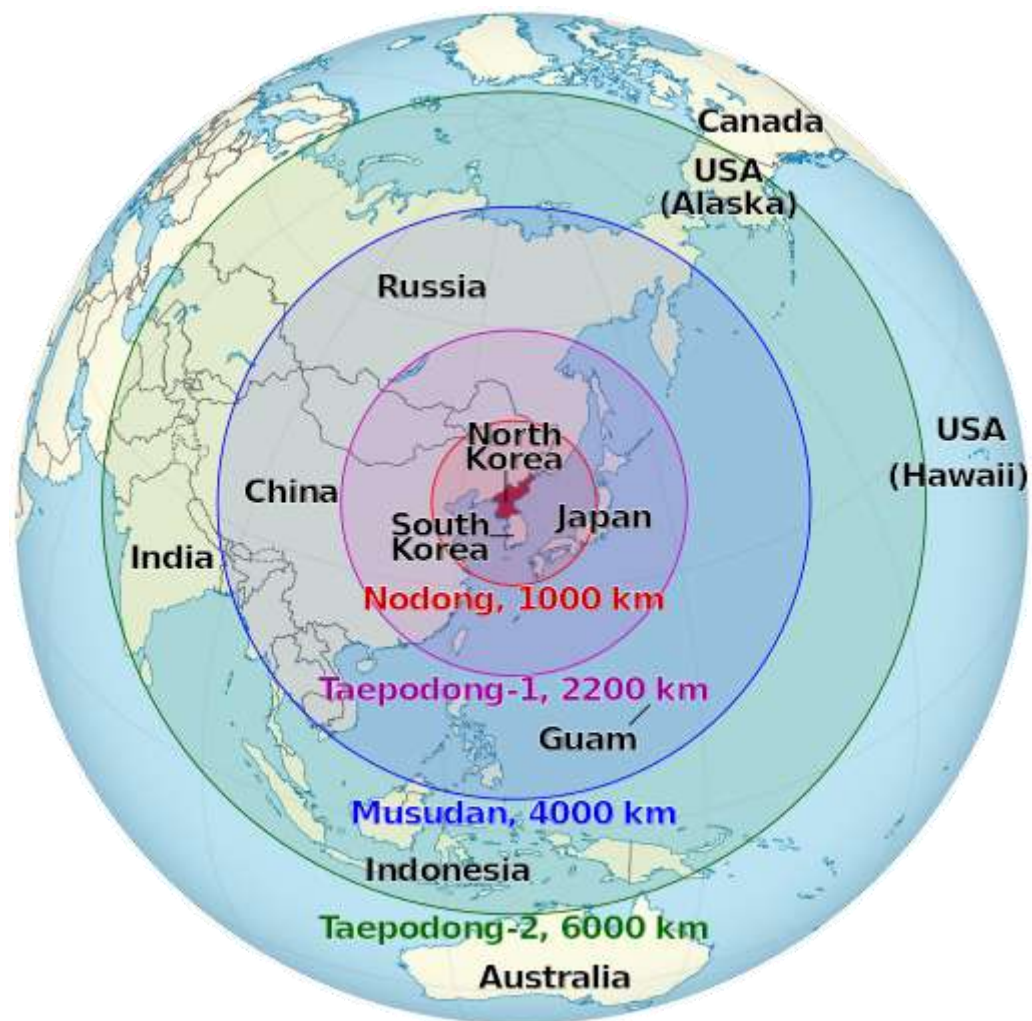 Canada
USA
(Alaska)
Russia
USA
(Hawaii)
North
Korea
China
Japan
South
Korea
India
Nodong, 1000 km
Taepodong-1, 2200 km
Guam
Musudan, 4000 km
Indonesia
Taepodong-2, 6000 km
Australia